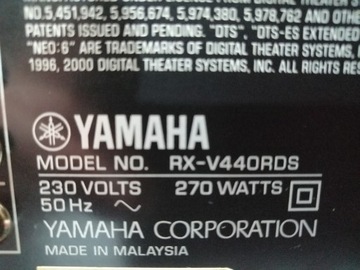 NO.5,451,942, 5,956,674, 5,974,380, 5,978,762 AND OTHER
PATENTS ISSUED AND PENDING. "DTS", "DTS-ES EXTENDED
"NEO:6" ARE TRADEMARKS OF DIGITAL THEATER SYSTEMS,
1996, 2000 DIGITAL THEATER SYSTEMS, INC. ALL RIGHTS RES
YAMAHA
MODEL NO. RX-V440RDS
230 VOLTS 270 WATTS
50 Hz ~
YAMAHA CORPORATION
MADE IN MALAYSIA